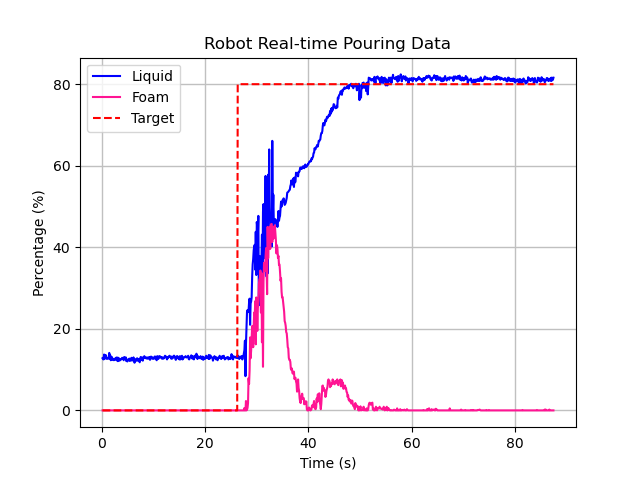 Robot Real-time Pouring Data
Liquid
Foam
Target
Percentage (%)
80
60
40
20
0
0 20 40 60 80
Time (s)